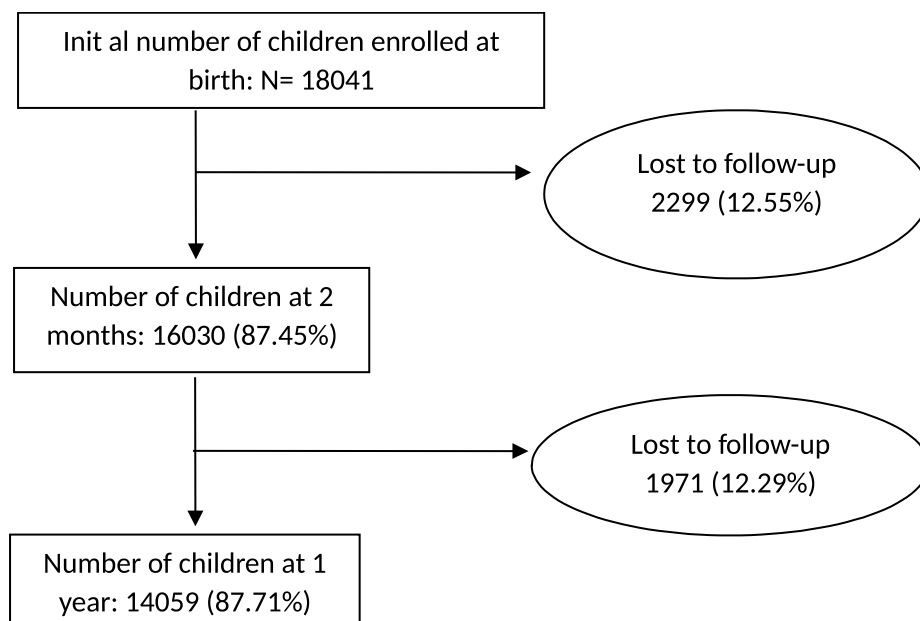 Init al number of children enrolled at
birth: N= 18041
Lost to follow-up
2299 (12.55%)
Number of children at 2
months: 16030 (87.45%)
Lost to follow-up
1971 (12.29%)
Number of children at 1
year: 14059 (87.71%)